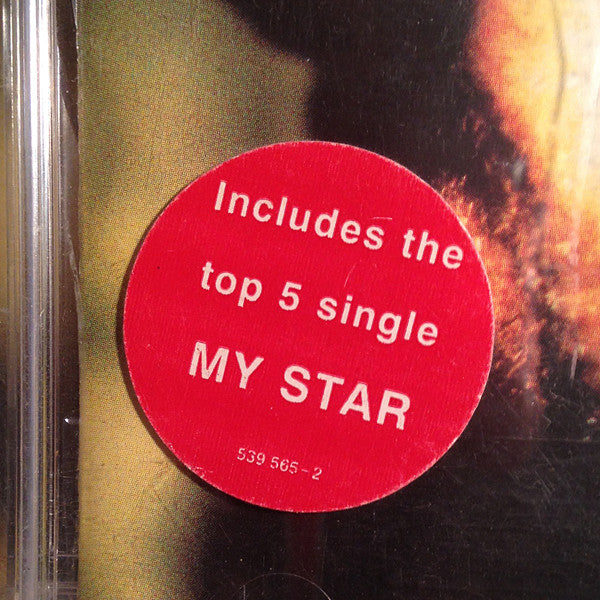 Includes the
top 5 single
MY STAR
539 565-2